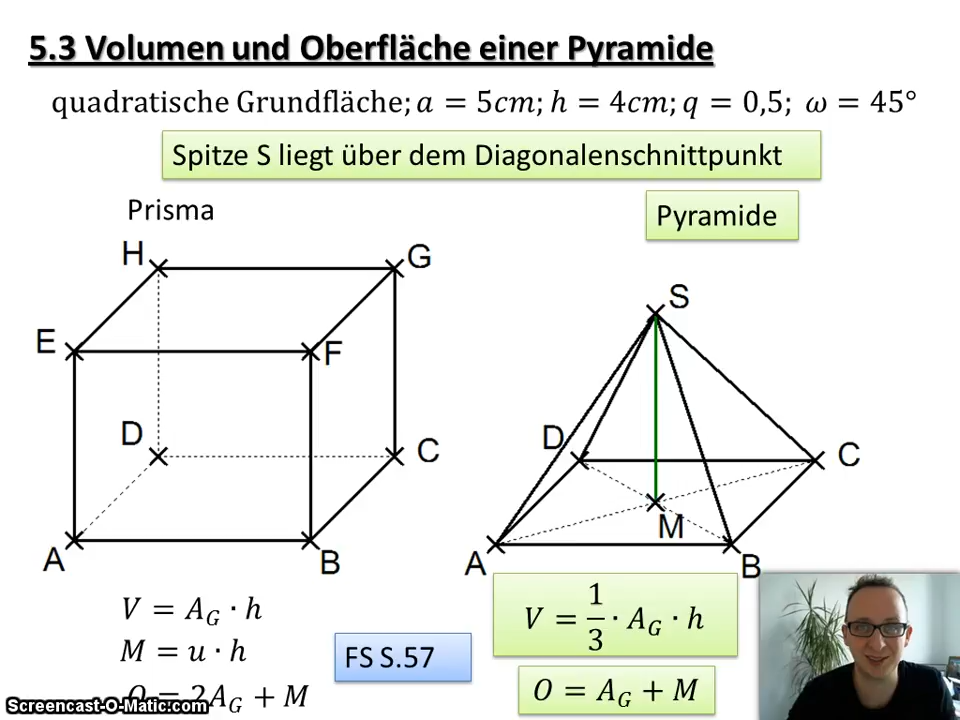 5.3 Volumen und Oberfläche einer Pyramide
quadratische Grundfläche; a = 5cm; h = 4cm; q = 0,5; ω = 45°
Spitze S liegt über dem Diagonalenschnittpunkt
Prisma
Pyramide
H
G
E
F
D
C
A
B
S
D
C
M
A
B
V = A_G · h
M = u · h
O = 2A_G + M
FS S.57
V = 1/3 · A_G · h
O = A_G + M
Screencast-O-Matic.com